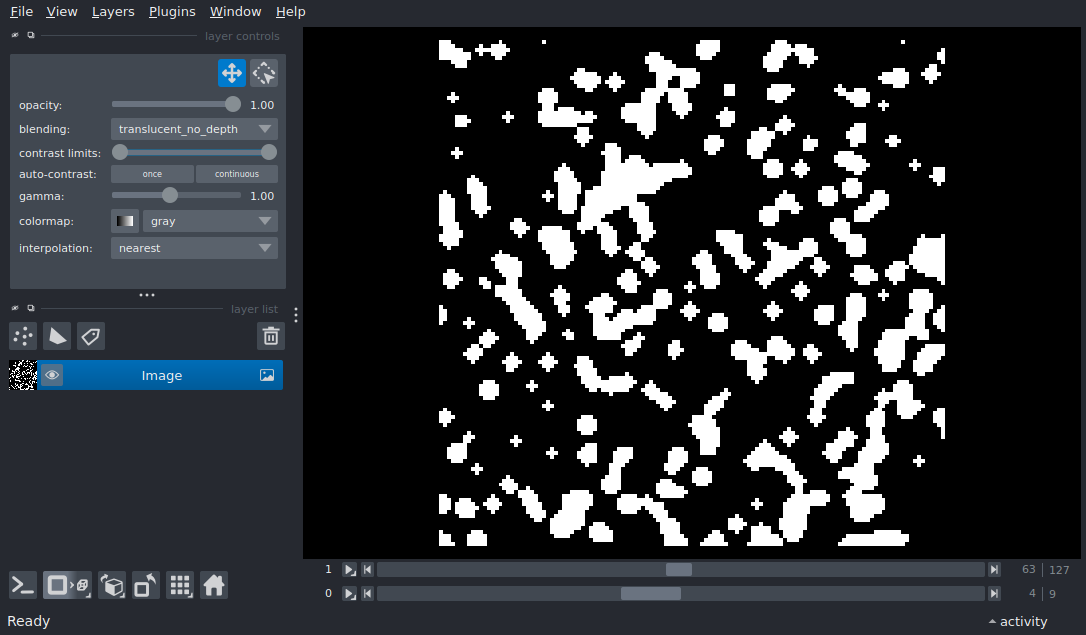 File View Layers Plugins Window Help
layer controls
opacity: 1.00
blending: translucent_no_depth
contrast limits:
auto-contrast: once continuous
gamma: 1.00
colormap: gray
interpolation: nearest
layer list
Image
1 63 127
0 4 9
Ready activity